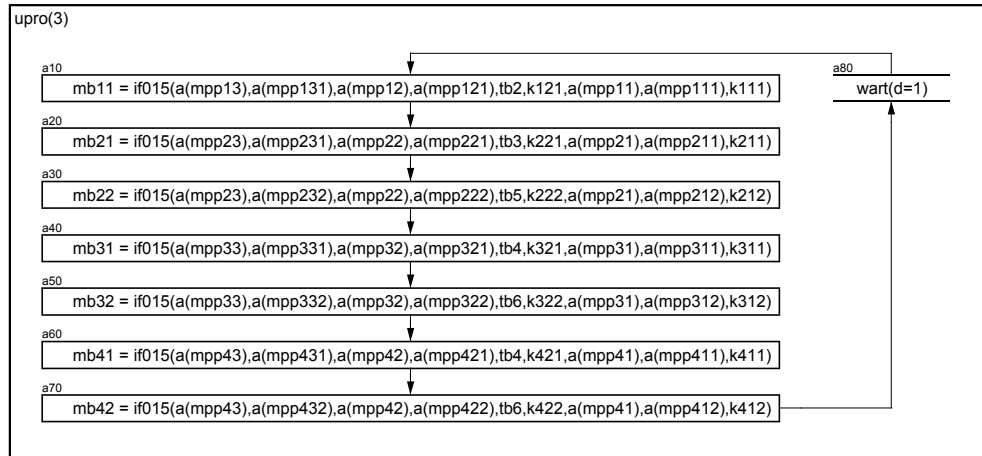 upro(3)
a10
mb11 = if015(a(mpp13),a(mpp131),a(mpp12),a(mpp121),tb2,k121,a(mpp11),a(mpp111),k111)
a80
wart(d=1)
a20
mb21 = if015(a(mpp23),a(mpp231),a(mpp22),a(mpp221),tb3,k221,a(mpp21),a(mpp211),k211)
a30
mb22 = if015(a(mpp23),a(mpp232),a(mpp22),a(mpp222),tb5,k222,a(mpp21),a(mpp212),k212)
a40
mb31 = if015(a(mpp33),a(mpp331),a(mpp32),a(mpp321),tb4,k321,a(mpp31),a(mpp311),k311)
a50
mb32 = if015(a(mpp33),a(mpp332),a(mpp32),a(mpp322),tb6,k322,a(mpp31),a(mpp312),k312)
a60
mb41 = if015(a(mpp43),a(mpp431),a(mpp42),a(mpp421),tb4,k421,a(mpp41),a(mpp411),k411)
a70
mb42 = if015(a(mpp43),a(mpp432),a(mpp42),a(mpp422),tb6,k422,a(mpp41),a(mpp412),k412)